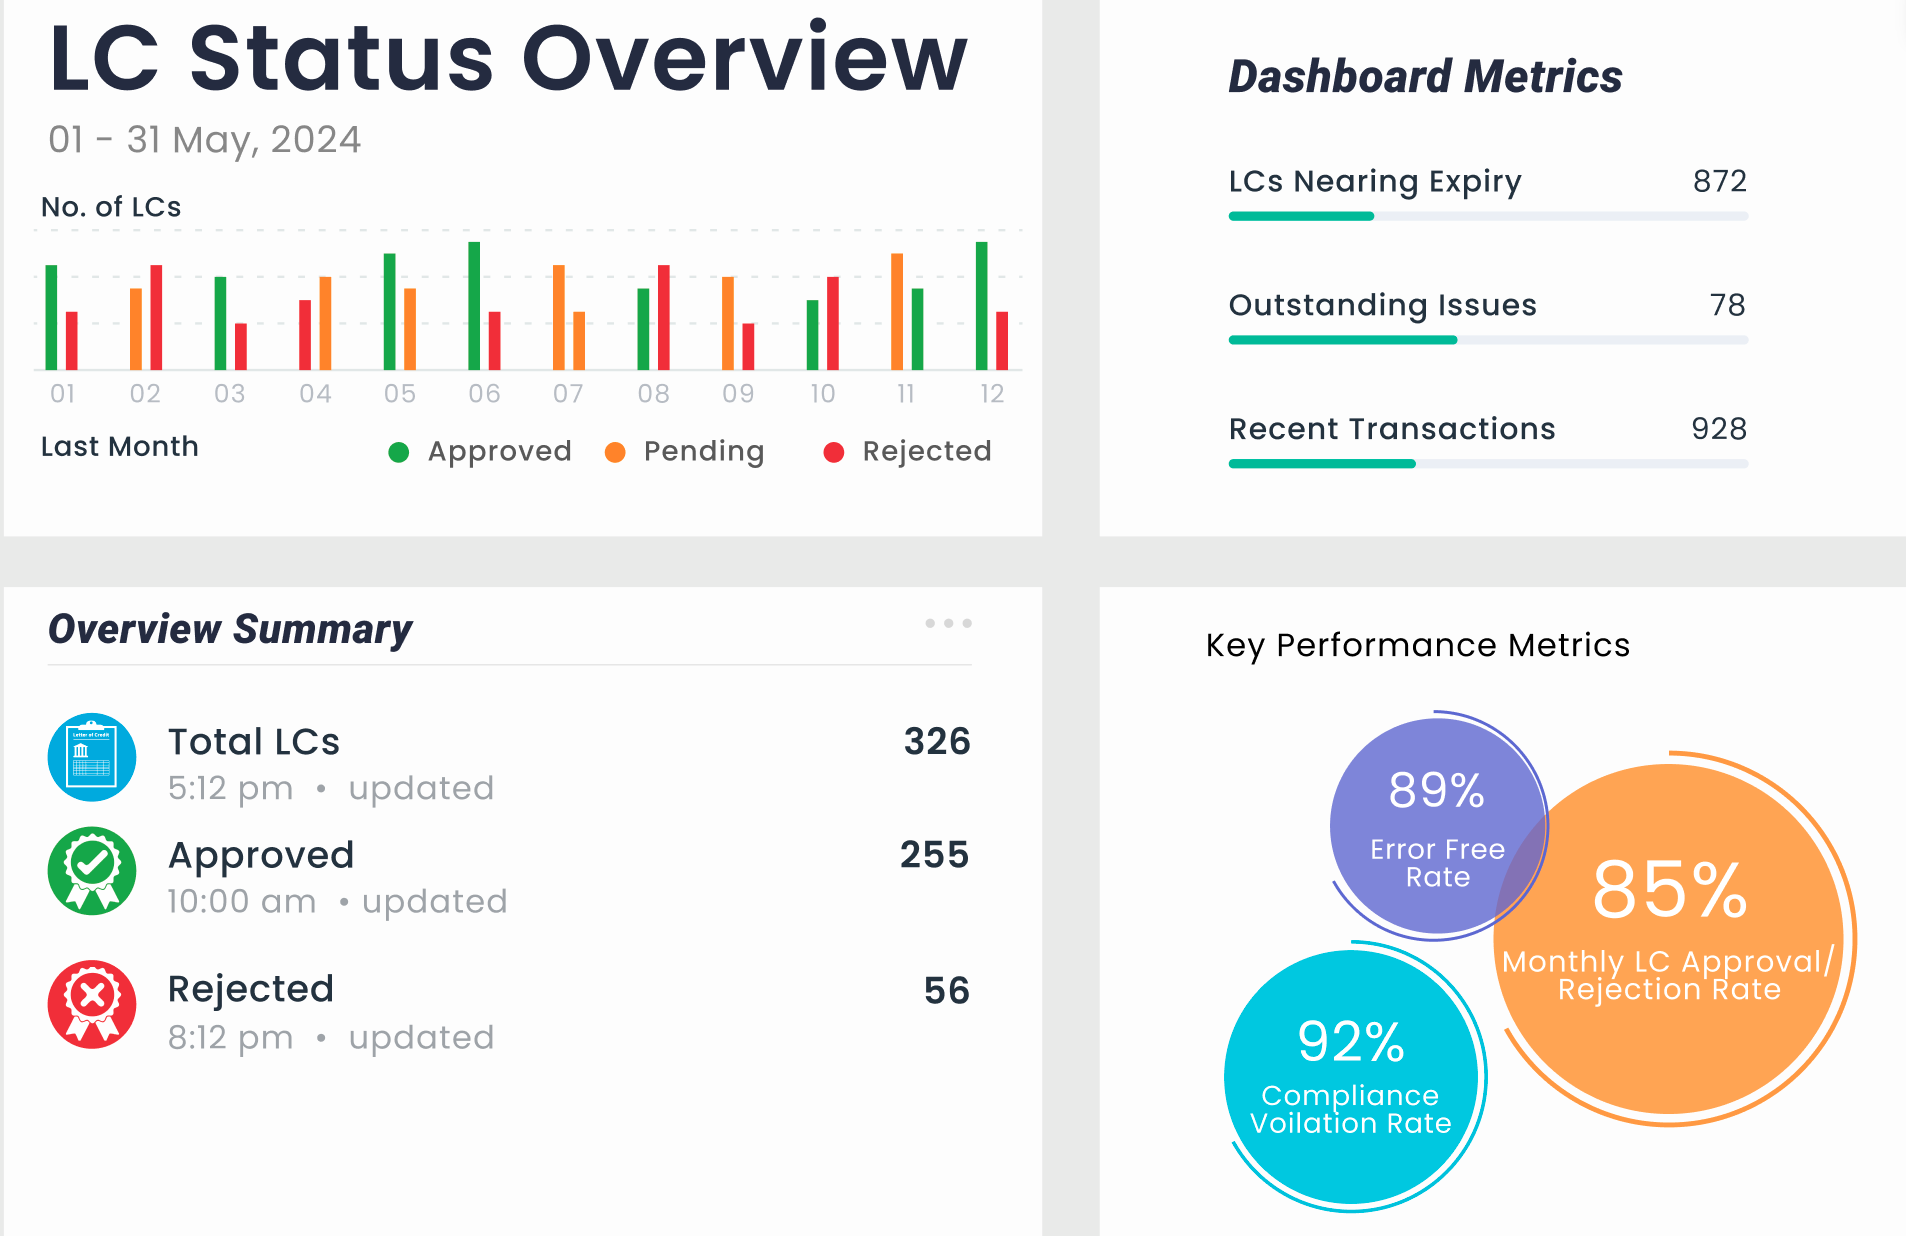 LC Status Overview
01 - 31 May, 2024
No. of LCs
01 02 03 04 05 06 07 08 09 10 11 12
Last Month
Approved
Pending
Rejected
Dashboard Metrics
LCs Nearing Expiry 872
Outstanding Issues 78
Recent Transactions 928
Overview Summary
Letter of Credit
Total LCs 326
5:12 pm • updated
Approved 255
10:00 am • updated
Rejected 56
8:12 pm • updated
Key Performance Metrics
89%
Error Free
Rate
85%
Monthly LC Approval/
Rejection Rate
92%
Compliance
Voilation Rate